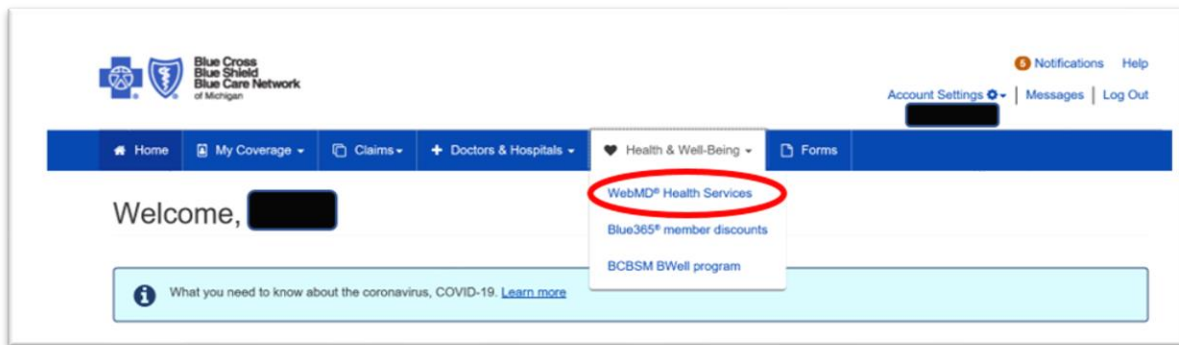 Blue Cross
Blue Shield
Blue Care Network
of Michigan
5 Notifications Help
Account Settings | Messages | Log Out
Home My Coverage Claims Doctors & Hospitals Health & Well-Being Forms
WebMD® Health Services
Blue365® member discounts
BCBSM BWell program
Welcome,
What you need to know about the coronavirus, COVID-19. Learn more